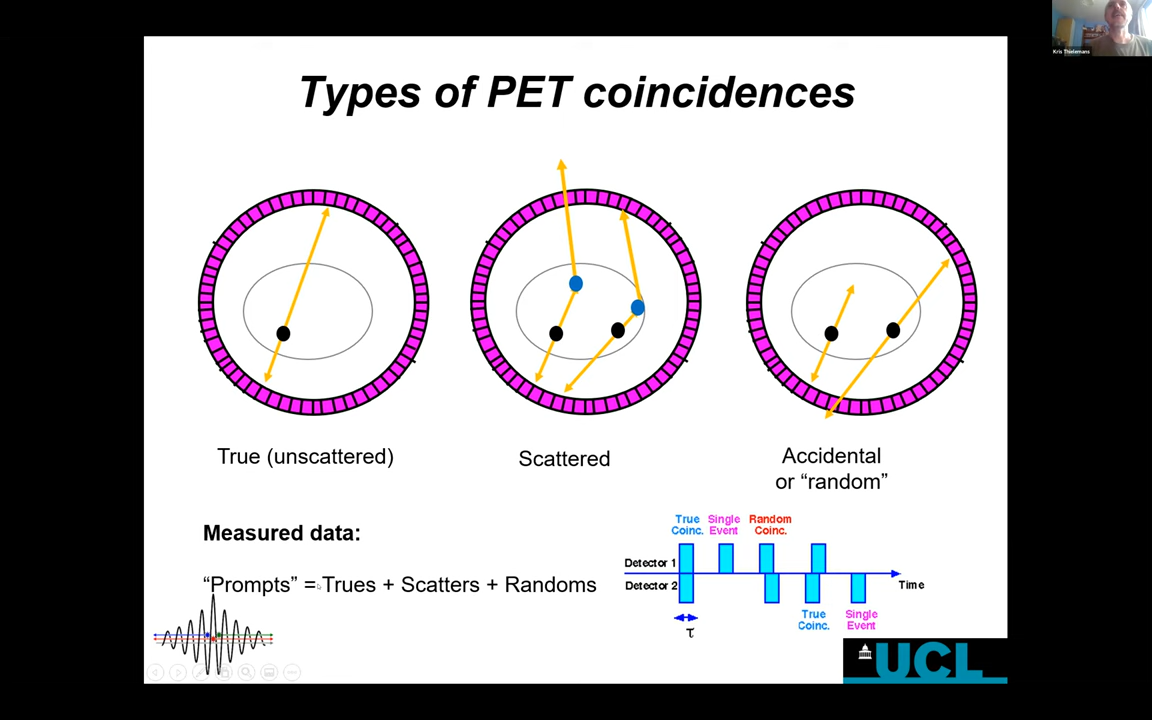 Kris Thielemans
Types of PET coincidences
True (unscattered)
Scattered
Accidental
or “random”
Measured data:
“Prompts” = Trues + Scatters + Randoms
True
Coinc.
Single
Event
Random
Coinc.
Detector 1
Detector 2
Time
τ
True
Coinc.
Single
Event
UCL